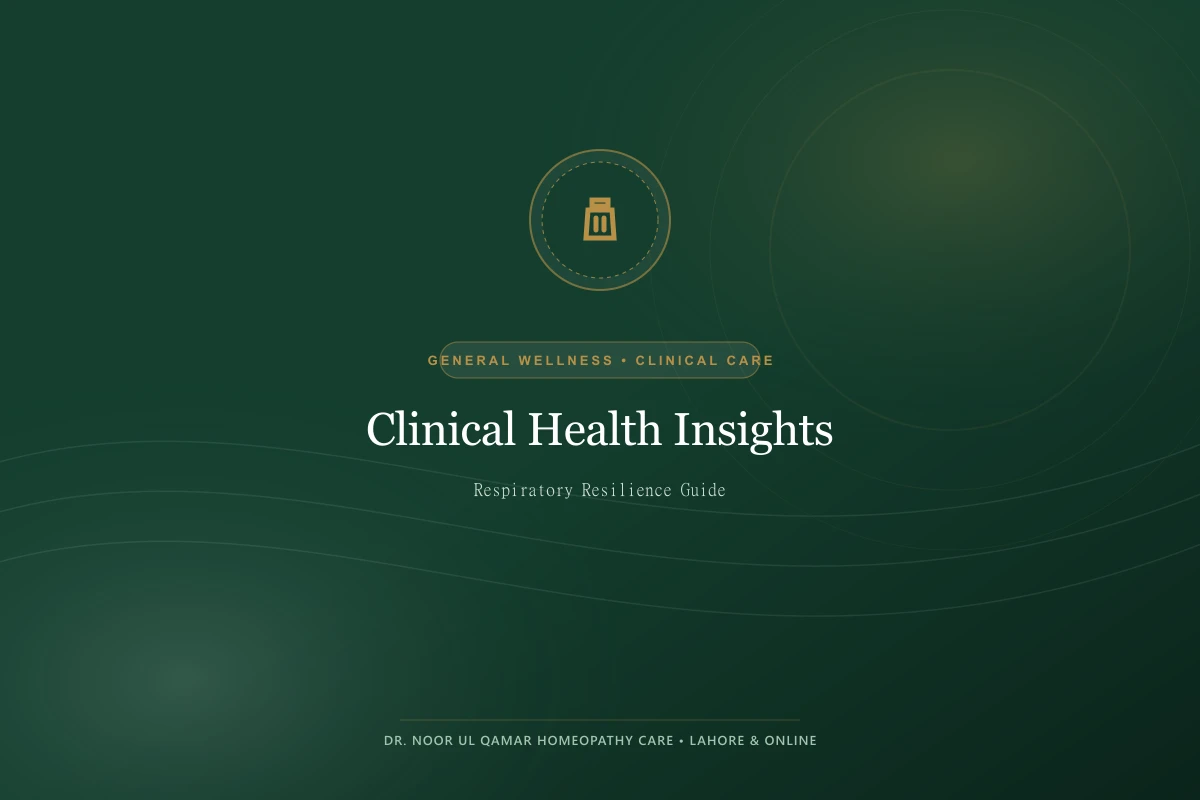 GENERAL WELLNESS • CLINICAL CARE
Clinical Health Insights
Respiratory Resilience Guide
DR. NOOR UL QAMAR HOMEOPATHY CARE • LAHORE & ONLINE